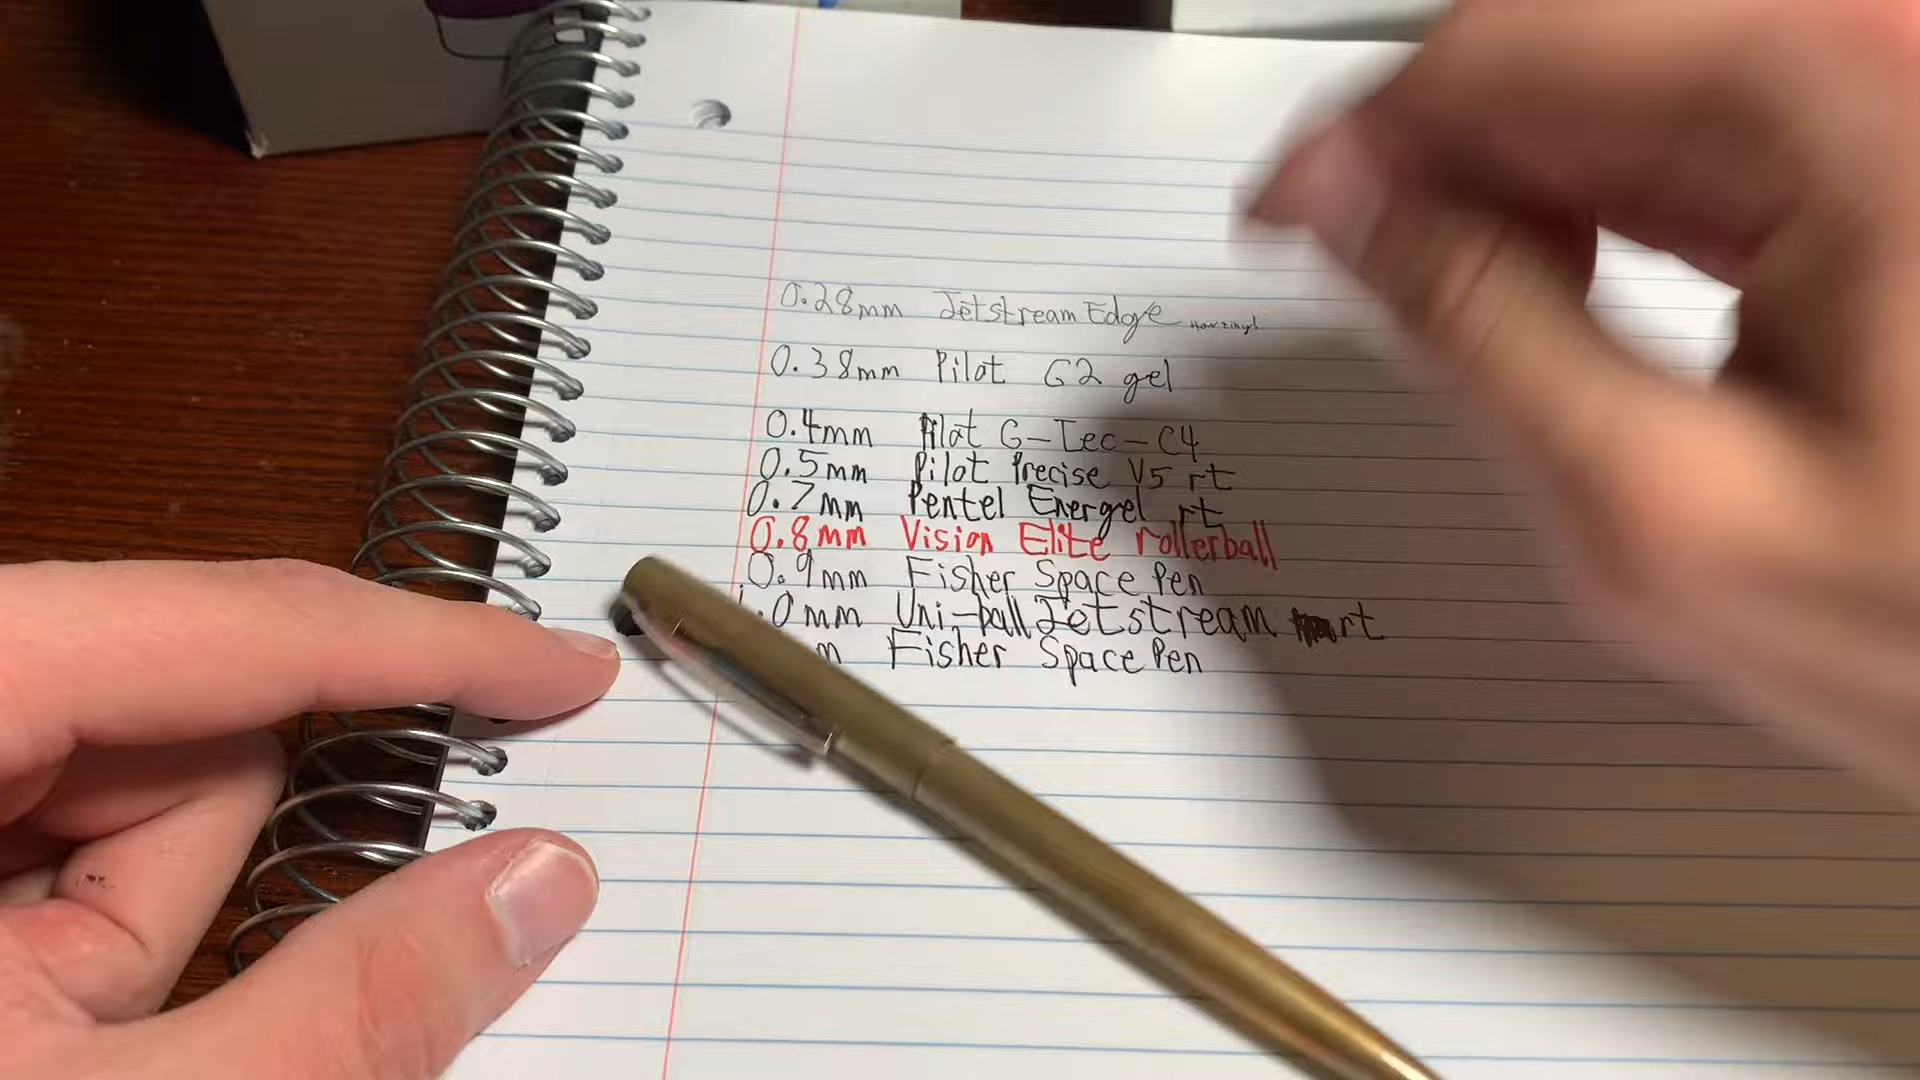 0.28mm Jetstream Edge
0.38mm Pilot G2 gel
0.4mm Pilot G-Tec-C4
0.5mm Pilot Precise V5 rt
0.7mm Pentel Energel rt
0.8mm Vision Elite rollerball
0.9mm Fisher Space Pen
.0mm Uni-ball Jetstream rt
m Fisher Space Pen